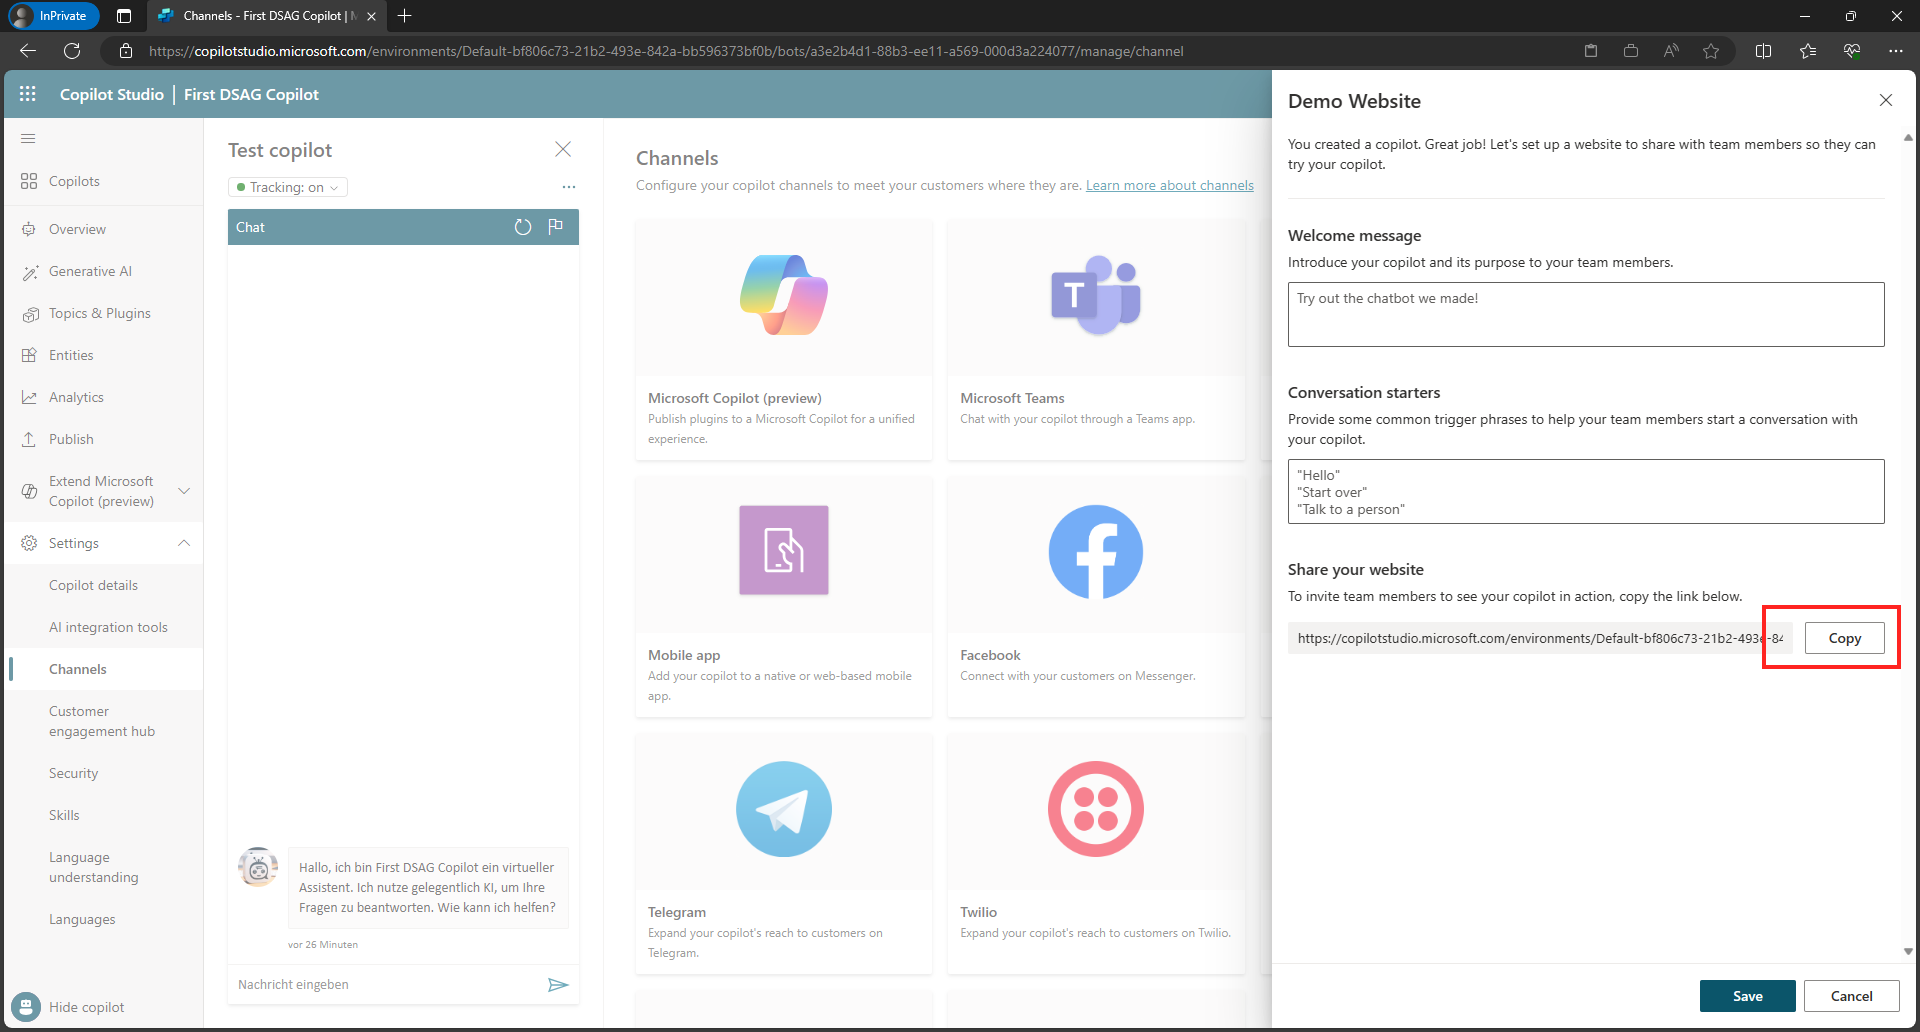 InPrivate
Channels - First DSAG Copilot | M
https://copilotstudio.microsoft.com/environments/Default-bf806c73-21b2-493e-842a-bb596373bf0b/bots/a3e2b4d1-88b3-ee11-a569-000d3a224077/manage/channel
Copilot Studio | First DSAG Copilot
Copilots
Overview
Generative AI
Topics & Plugins
Entities
Analytics
Publish
Extend Microsoft
Copilot (preview)
Settings
Copilot details
AI integration tools
Channels
Customer
engagement hub
Security
Skills
Language
understanding
Languages
Hide copilot
Test copilot
Tracking: on
Chat
Hallo, ich bin First DSAG Copilot ein virtueller
Assistent. Ich nutze gelegentlich KI, um Ihre
Fragen zu beantworten. Wie kann ich helfen?
vor 26 Minuten
Nachricht eingeben
Channels
Configure your copilot channels to meet your customers where they are. Learn more about channels
Microsoft Copilot (preview)
Publish plugins to a Microsoft Copilot for a unified
experience.
T
Microsoft Teams
Chat with your copilot through a Teams app.
Mobile app
Add your copilot to a native or web-based mobile
app.
Facebook
Connect with your customers on Messenger.
Telegram
Expand your copilot's reach to customers on
Telegram.
Twilio
Expand your copilot's reach to customers on Twilio.
Demo Website
You created a copilot. Great job! Let's set up a website to share with team members so they can
try your copilot.
Welcome message
Introduce your copilot and its purpose to your team members.
Try out the chatbot we made!
Conversation starters
Provide some common trigger phrases to help your team members start a conversation with
your copilot.
"Hello"
"Start over"
"Talk to a person"
Share your website
To invite team members to see your copilot in action, copy the link below.
https://copilotstudio.microsoft.com/environments/Default-bf806c73-21b2-493e-84
Copy
Save
Cancel